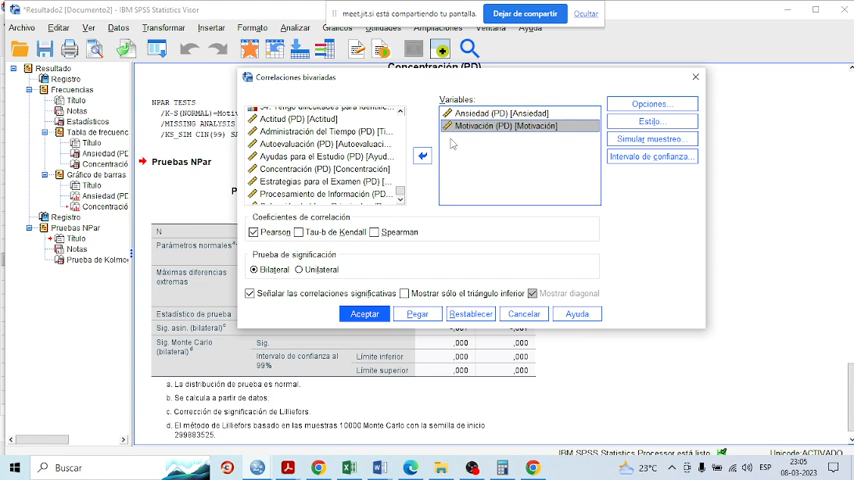 *Resultado2 [Documento2] - IBM SPSS Statistics Visor
meet.jit.si está compartiendo tu pantalla.
Dejar de compartir
Ocultar
Archivo Editar Ver Datos Transformar Insertar Formato Analizar Gráficos Utilidades Ampliaciones Ventana Ayuda
Resultado
Registro
Frecuencias
Título
Notas
Estadísticos
Tabla de frecuenc
Título
Ansiedad (PD
Concentració
Gráfico de barras
Título
Ansiedad (PD
Concentració
Registro
Pruebas NPar
Título
Notas
Prueba de Kolmo
Concentración (PD)
NPAR TESTS
/K-S(NORMAL)=Motiv
/MISSING ANALYSIS
/KS_SIM CIN(99) SA
Pruebas NPar
N
Parámetros normales
Máximas diferencias
extremas
Estadístico de prueba
Sig. asin. (bilateral) c
<,001 <,001
Sig. Monte Carlo
(bilateral) d
Sig. ,000 ,000
Intervalo de confianza al
99%
Límite inferior ,000 ,000
Límite superior ,000 ,000
a. La distribución de prueba es normal.
b. Se calcula a partir de datos.
c. Corrección de significación de Lilliefors.
d. El método de Lilliefors basado en las muestras 10000 Monte Carlo con la semilla de inicio
299883525.
Correlaciones bivariadas
Variables:
34. Tengo dificultades para identific...
Actitud (PD) [Actitud]
Administración del Tiempo (PD) [Ti...
Autoevaluación (PD) [Autoevaluaci...
Ayudas para el Estudio (PD) [Ayud...
Concentración (PD) [Concentración]
Estrategias para el Examen (PD) [...
Procesamiento de Información (PD...
Ansiedad (PD) [Ansiedad]
Motivación (PD) [Motivación]
Opciones...
Estilo...
Simular muestreo...
Intervalo de confianza...
Coeficientes de correlación
Pearson Tau-b de Kendall Spearman
Prueba de significación
Bilateral Unilateral
Señalar las correlaciones significativas Mostrar sólo el triángulo inferior Mostrar diagonal
Aceptar Pegar Restablecer Cancelar Ayuda
IBM SPSS Statistics Processor está listo
Unicode:ACTIVADO
Buscar
23°C
ESP
23:05
08-03-2023